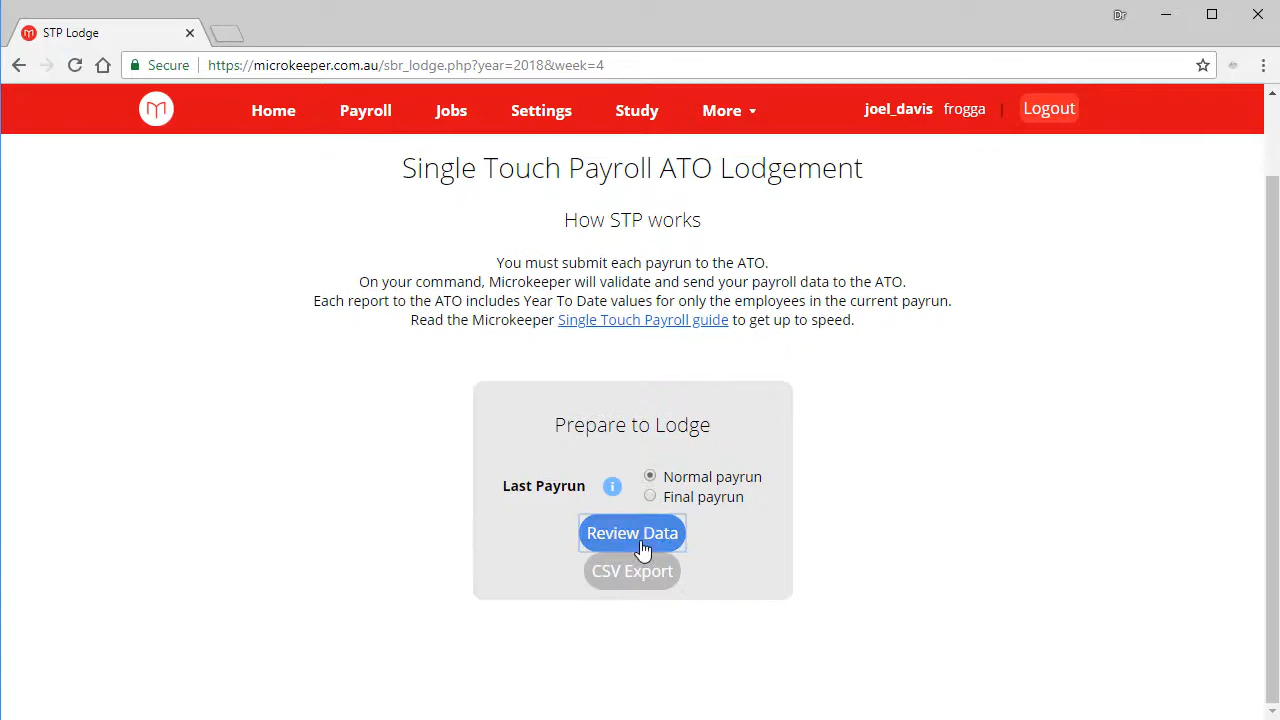 STP Lodge
Dr
Secure https://microkeeper.com.au/sbr_lodge.php?year=2018&week=4
Home Payroll Jobs Settings Study More joel_davis frogga | Logout
Single Touch Payroll ATO Lodgement
How STP works
You must submit each payrun to the ATO.
On your command, Microkeeper will validate and send your payroll data to the ATO.
Each report to the ATO includes Year To Date values for only the employees in the current payrun.
Read the Microkeeper Single Touch Payroll guide to get up to speed.
Prepare to Lodge
Normal payrun
Last Payrun i
Final payrun
Review Data
CSV Export